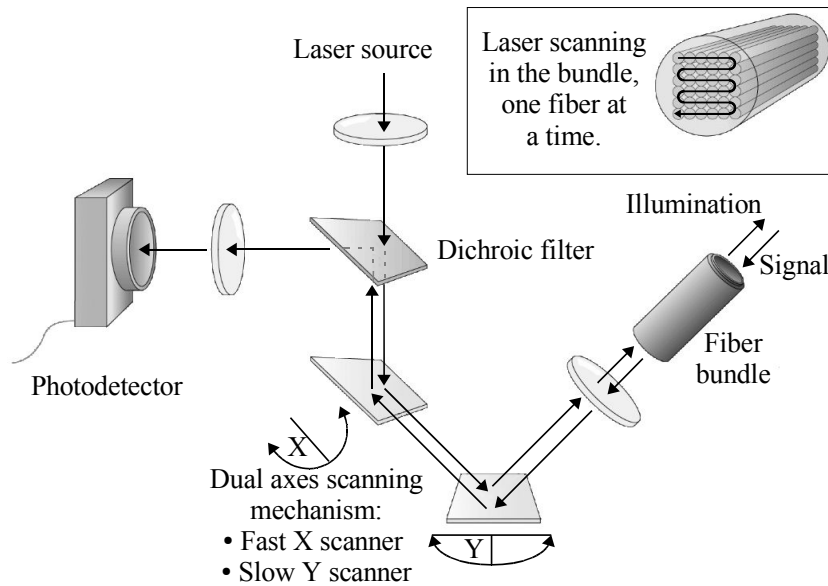 Laser source
Laser scanning
in the bundle,
one fiber at
a time.
Illumination
Signal
Dichroic filter
Fiber
bundle
Photodetector
X
Dual axes scanning
mechanism:
• Fast X scanner
• Slow Y scanner
Y